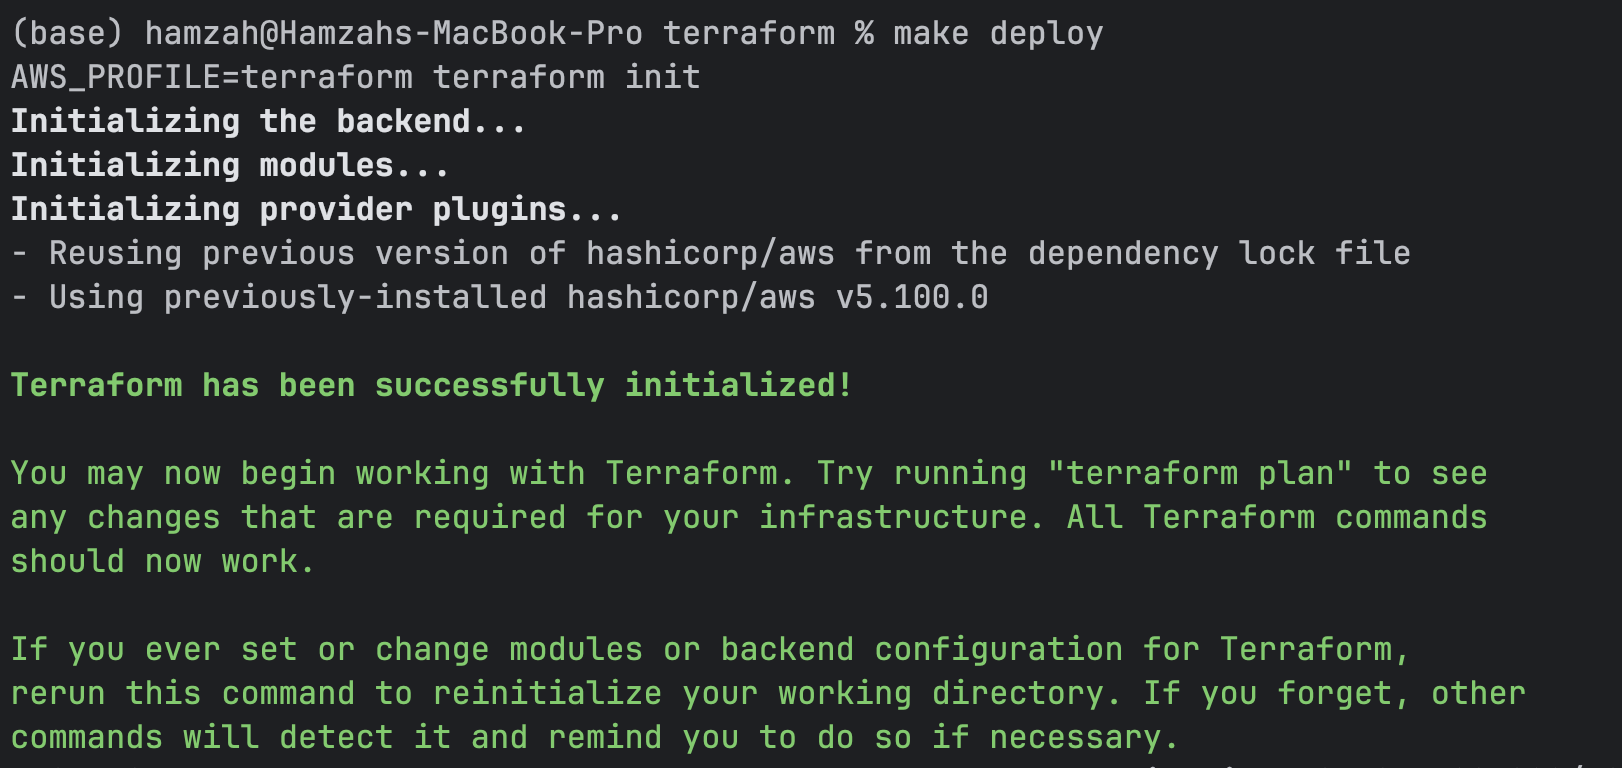 (base) hamzah@Hamzahs-MacBook-Pro terraform % make deploy
AWS_PROFILE=terraform terraform init
Initializing the backend...
Initializing modules...
Initializing provider plugins...
- Reusing previous version of hashicorp/aws from the dependency lock file
- Using previously-installed hashicorp/aws v5.100.0
Terraform has been successfully initialized!
You may now begin working with Terraform. Try running "terraform plan" to see
any changes that are required for your infrastructure. All Terraform commands
should now work.
If you ever set or change modules or backend configuration for Terraform,
rerun this command to reinitialize your working directory. If you forget, other
commands will detect it and remind you to do so if necessary.